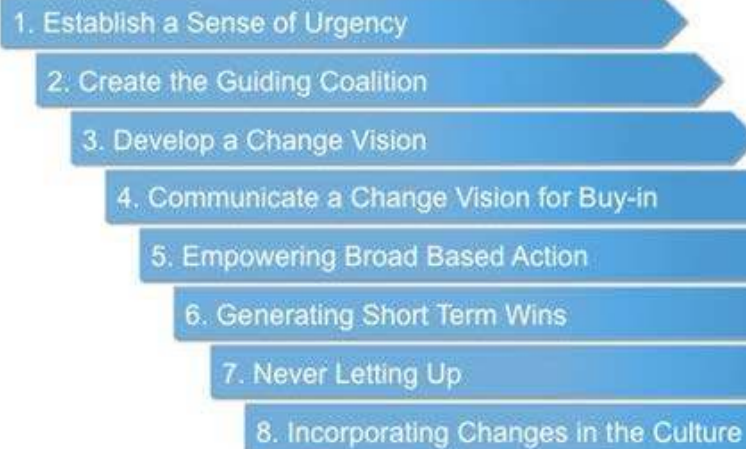 1. Establish a Sense of Urgency
2. Create the Guiding Coalition
3. Develop a Change Vision
4. Communicate a Change Vision for Buy-in
5. Empowering Broad Based Action
6. Generating Short Term Wins
7. Never Letting Up
8. Incorporating Changes in the Culture